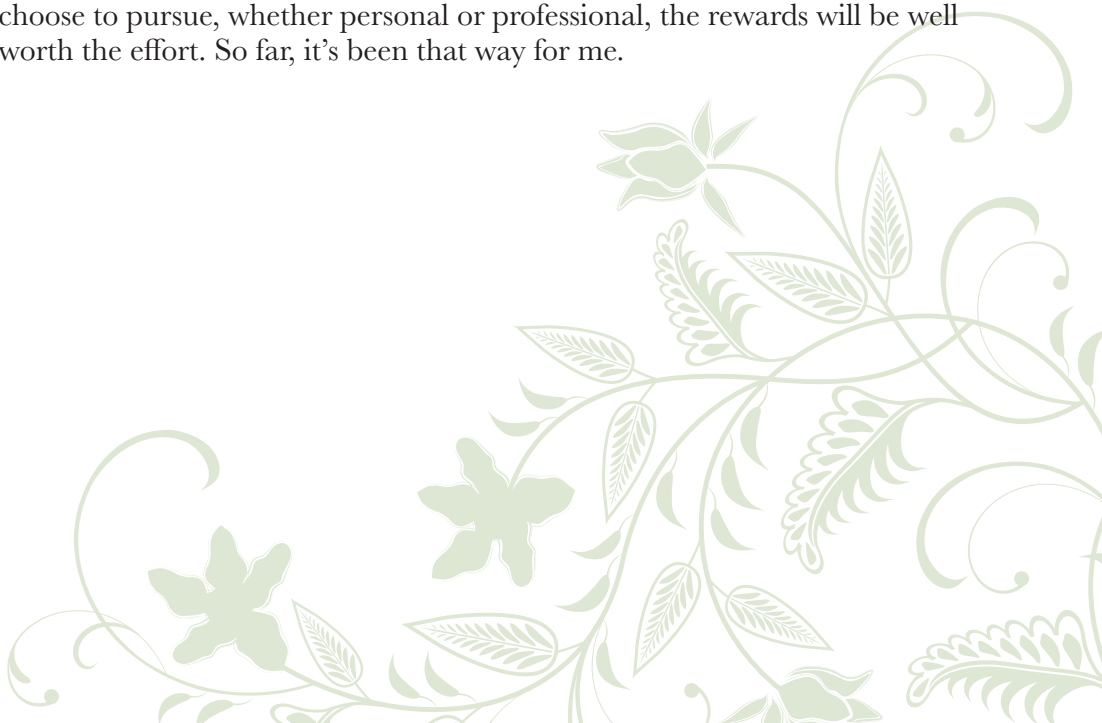 choose to pursue, whether personal or professional, the rewards will be well
worth the effort. So far, it’s been that way for me.